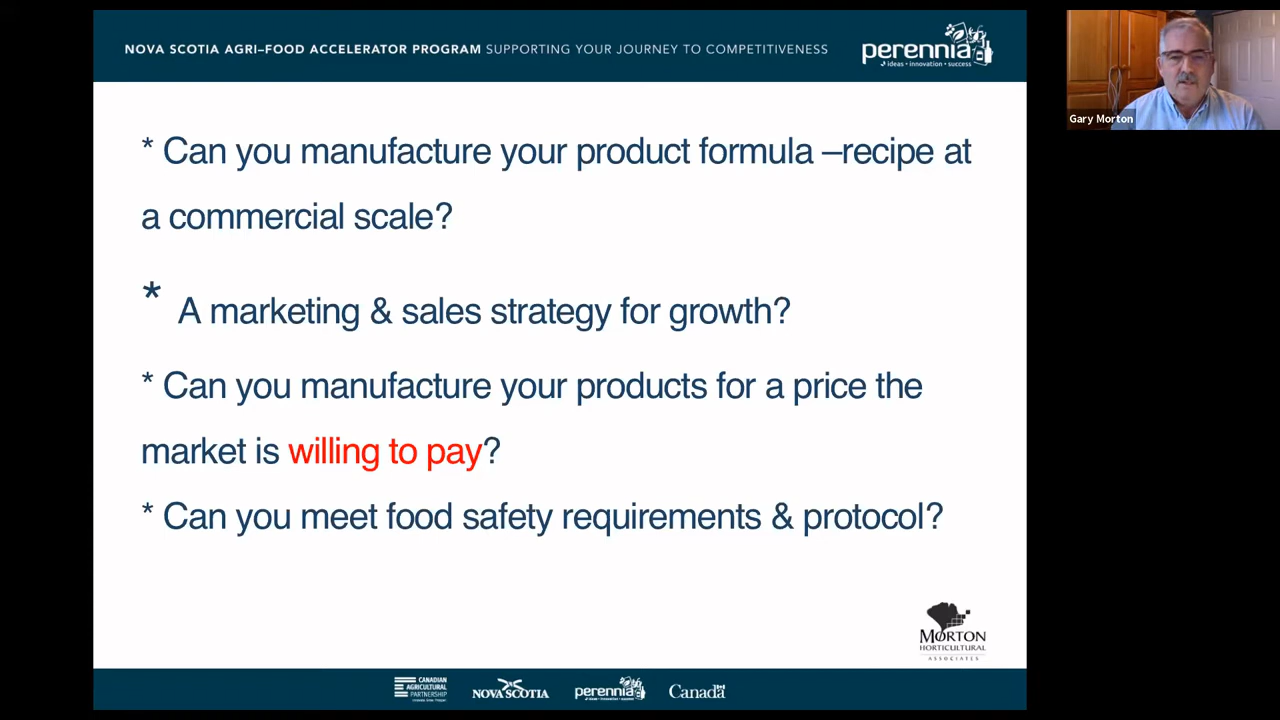 NOVA SCOTIA AGRI–FOOD ACCELERATOR PROGRAM SUPPORTING YOUR JOURNEY TO COMPETITIVENESS
perennia
ideas • innovation • success
Gary Morton
* Can you manufacture your product formula –recipe at
a commercial scale?
* A marketing & sales strategy for growth?
* Can you manufacture your products for a price the
market is willing to pay?
* Can you meet food safety requirements & protocol?
MORTON
HORTICULTURAL
ASSOCIATES
CANADIAN
AGRICULTURAL
PARTNERSHIP
NOVA SCOTIA
perennia
ideas • innovation • success
Canada